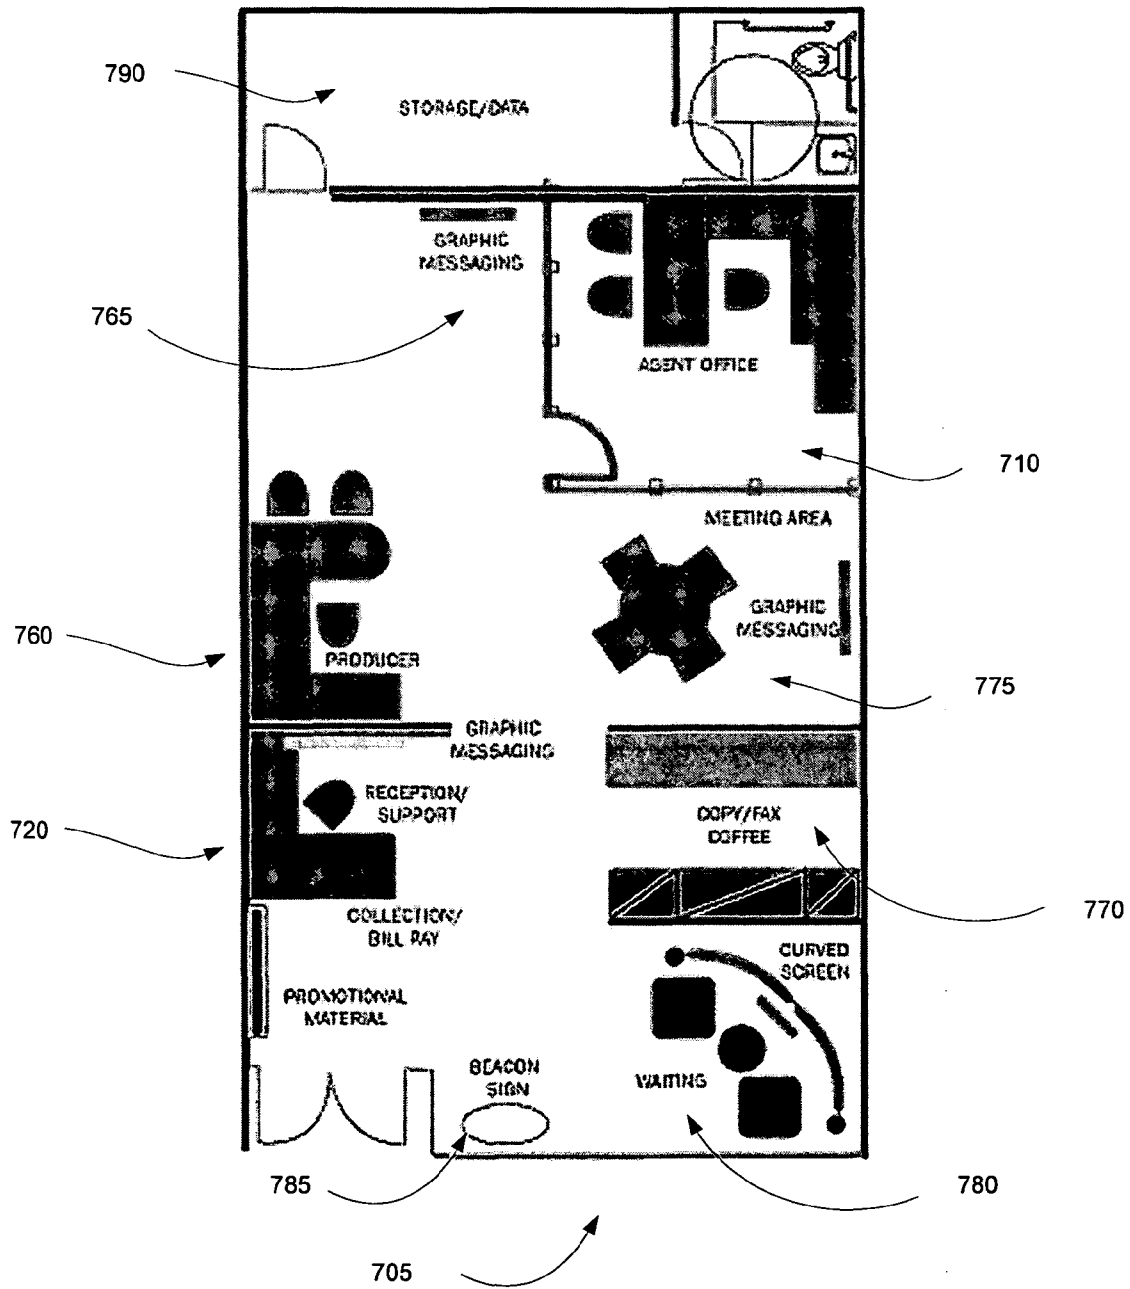 790
STORAGE/DATA
GRAPHIC
MESSAGING
765
AGENT OFFICE
710
MEETING AREA
GRAPHIC
MESSAGING
760
PRODUCER
775
GRAPHIC
MESSAGING
RECEPTION/
SUPPORT
COPY/FAX
COFFEE
720
COLLECTION/
BILL PAY
770
CURVED
SCREEN
PROMOTIONAL
MATERIAL
BEACON
SIGN
WAITING
785
780
705